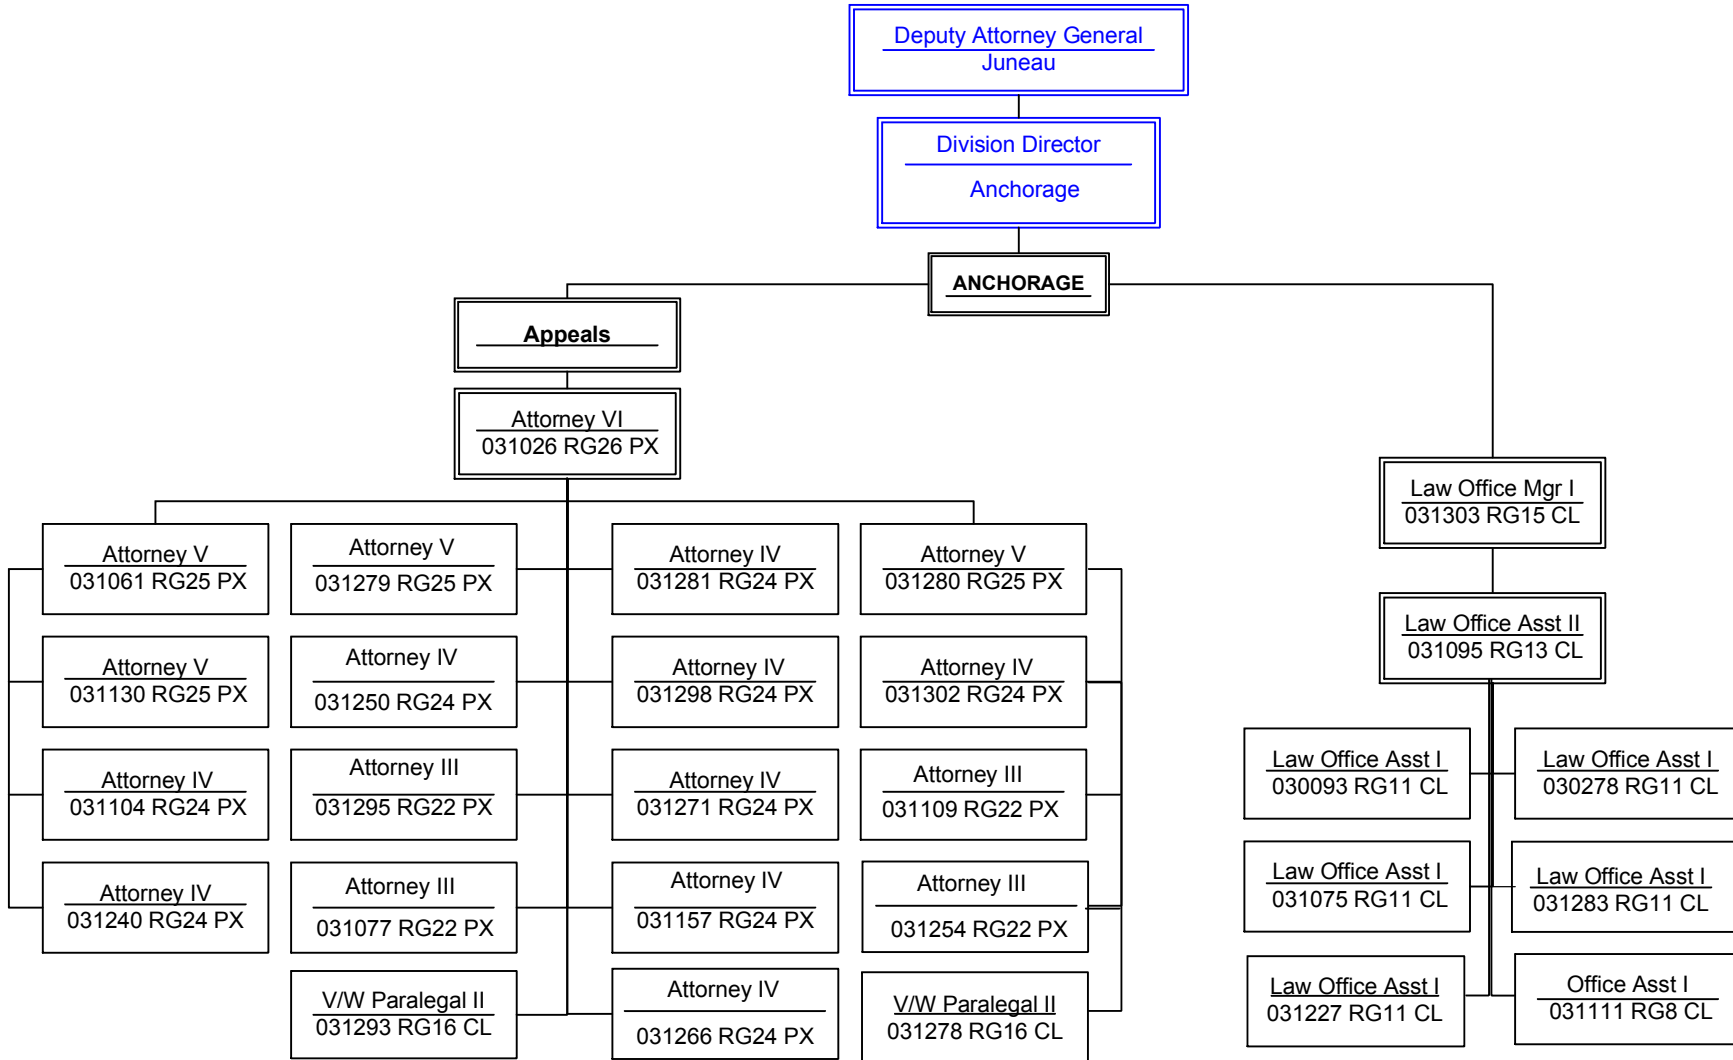 Deputy Attorney General
Juneau
Division Director
Anchorage
ANCHORAGE
Appeals
Attorney VI
031026 RG26 PX
Law Office Mgr I
031303 RG15 CL
Law Office Asst II
031095 RG13 CL
Attorney V
031061 RG25 PX
Attorney V
031279 RG25 PX
Attorney IV
031281 RG24 PX
Attorney V
031280 RG25 PX
Attorney V
031130 RG25 PX
Attorney IV
031250 RG24 PX
Attorney IV
031298 RG24 PX
Attorney IV
031302 RG24 PX
Attorney IV
031104 RG24 PX
Attorney III
031295 RG22 PX
Attorney IV
031271 RG24 PX
Attorney III
031109 RG22 PX
Attorney IV
031240 RG24 PX
Attorney III
031077 RG22 PX
Attorney IV
031157 RG24 PX
Attorney III
031254 RG22 PX
V/W Paralegal II
031293 RG16 CL
Attorney IV
031266 RG24 PX
V/W Paralegal II
031278 RG16 CL
Law Office Asst I
030093 RG11 CL
Law Office Asst I
030278 RG11 CL
Law Office Asst I
031075 RG11 CL
Law Office Asst I
031283 RG11 CL
Law Office Asst I
031227 RG11 CL
Office Asst I
031111 RG8 CL